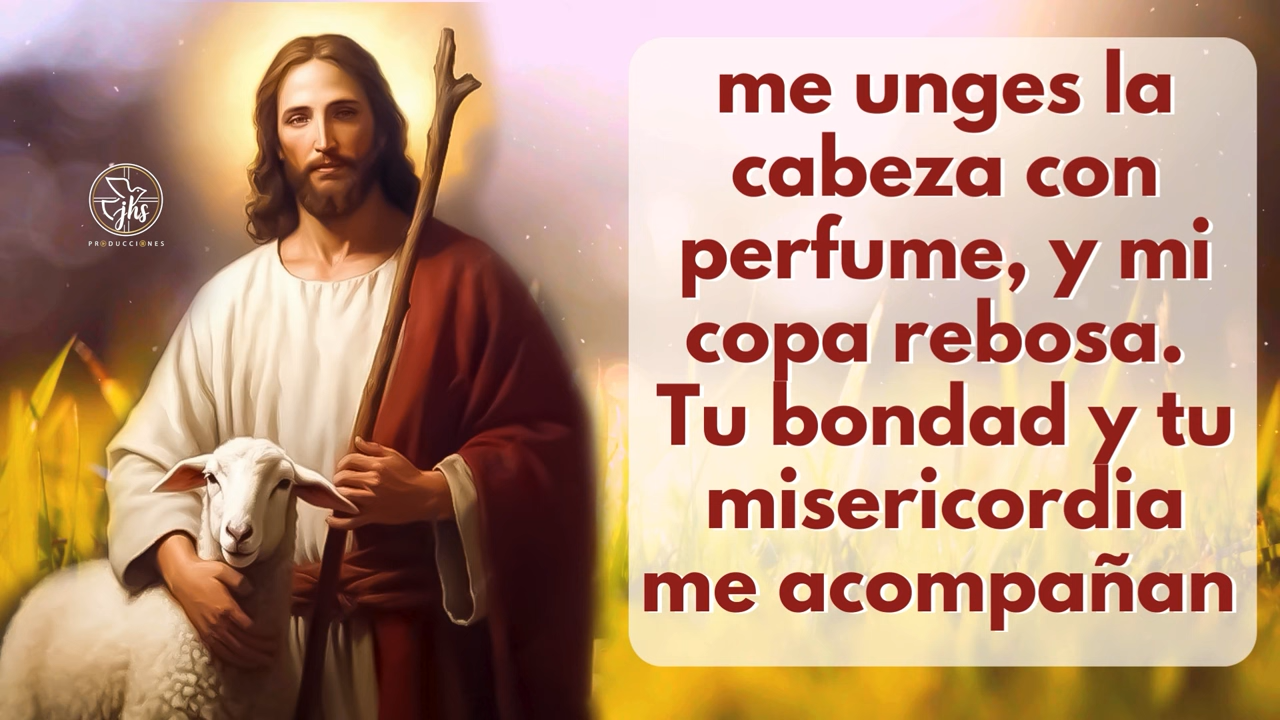 jhs
PRODUCCIONES
me unges la
cabeza con
perfume, y mi
copa rebosa.
Tu bondad y tu
misericordia
me acompañan